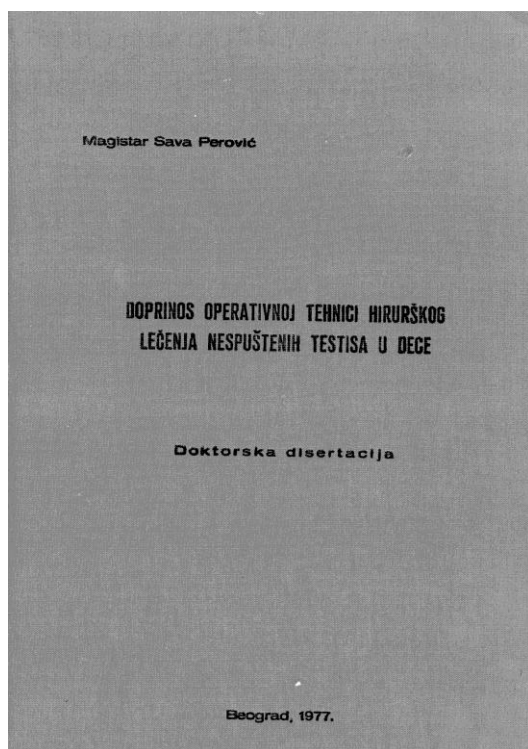 Magistar Sava Perović
DOPRINOS OPERATIVNOJ TEHNICI HIRURŠKOG
LEČENJA NESPUŠTENIH TESTISA U DECE
Doktorska disertacija
Beograd, 1977.